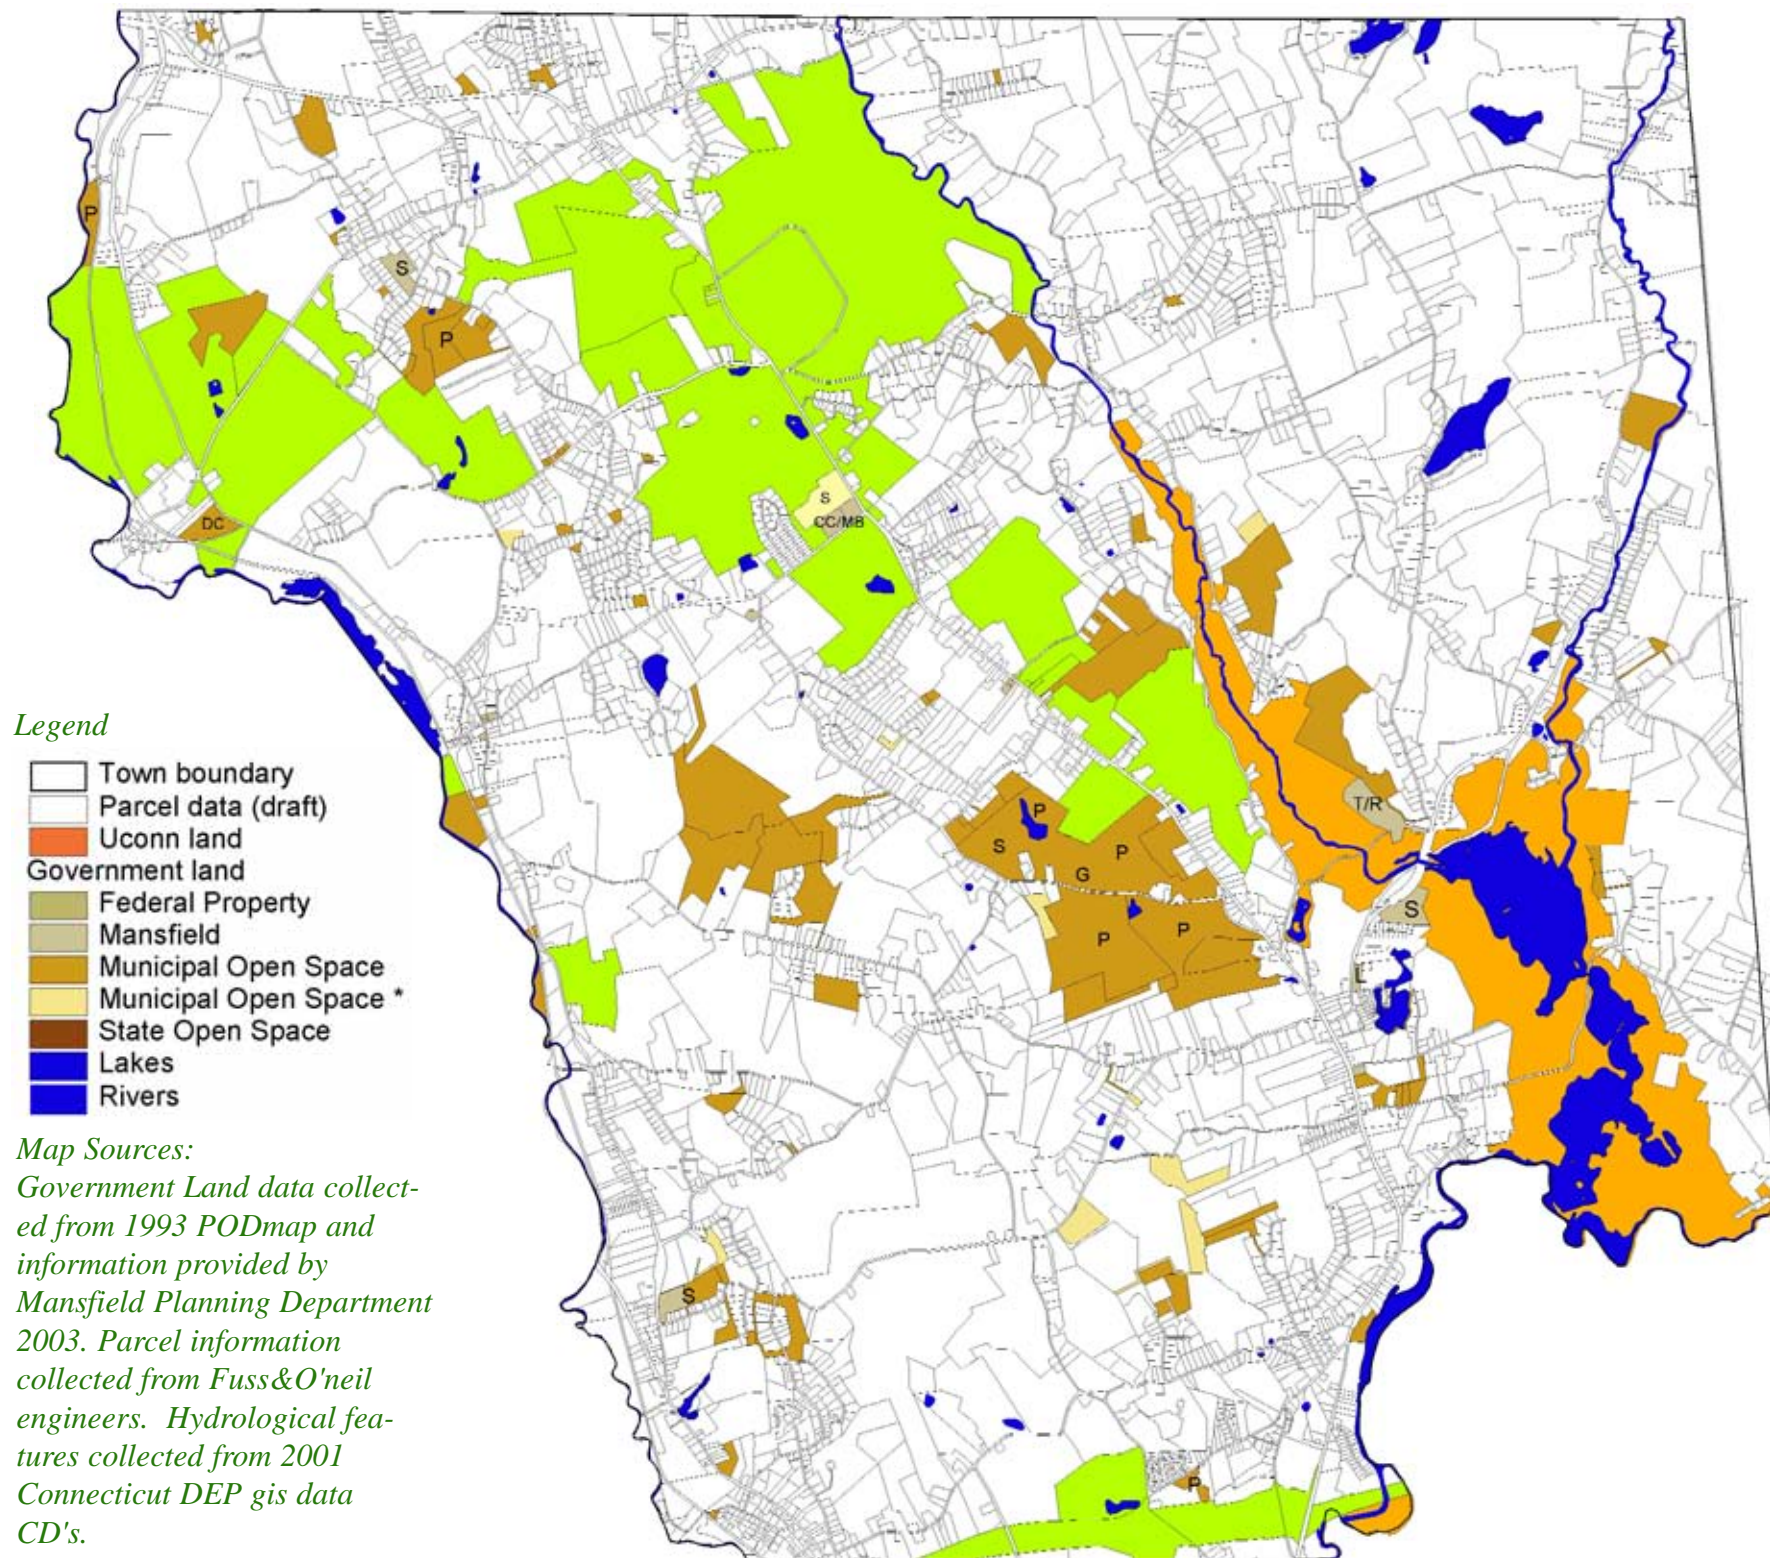 P
S
P
DC
S
CC/MB
Legend
Town boundary
Parcel data (draft)
Uconn land
Government land
Federal Property
Mansfield
Municipal Open Space
Municipal Open Space *
State Open Space
Lakes
Rivers
T/R
P
S
P
G
S
P
P
L
S
P
Map Sources:
Government Land data collect-
ed from 1993 PODmap and
information provided by
Mansfield Planning Department
2003. Parcel information
collected from Fuss&O'neil
engineers.  Hydrological fea-
tures collected from 2001
Connecticut DEP gis data
CD's.